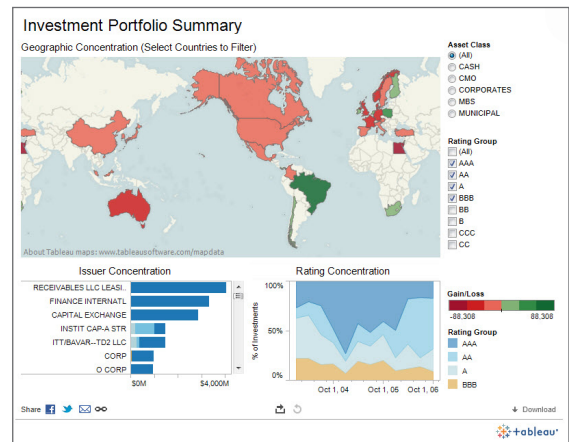 Investment Portfolio Summary
Geographic Concentration (Select Countries to Filter)
About Tableau maps: www.tableausoftware.com/mapdata
Asset Class
(All)
CASH
CMO
CORPORATES
MBS
MUNICIPAL
Rating Group
(All)
AAA
AA
A
BBB
BB
B
CCC
CC
Issuer Concentration
RECEIVABLES LLC LEASI..
FINANCE INTERNATL
CAPITAL EXCHANGE
INSTIT CAP-A STR
ITT/BAVAR--TD2 LLC
CORP
O CORP
$0M $4,000M
Rating Concentration
% of Investments
100%
50%
0%
Oct 1, 04 Oct 1, 05 Oct 1, 06
Gain/Loss
-88.308 88.308
Rating Group
AAA
AA
A
BBB
Share
Download
+ableau